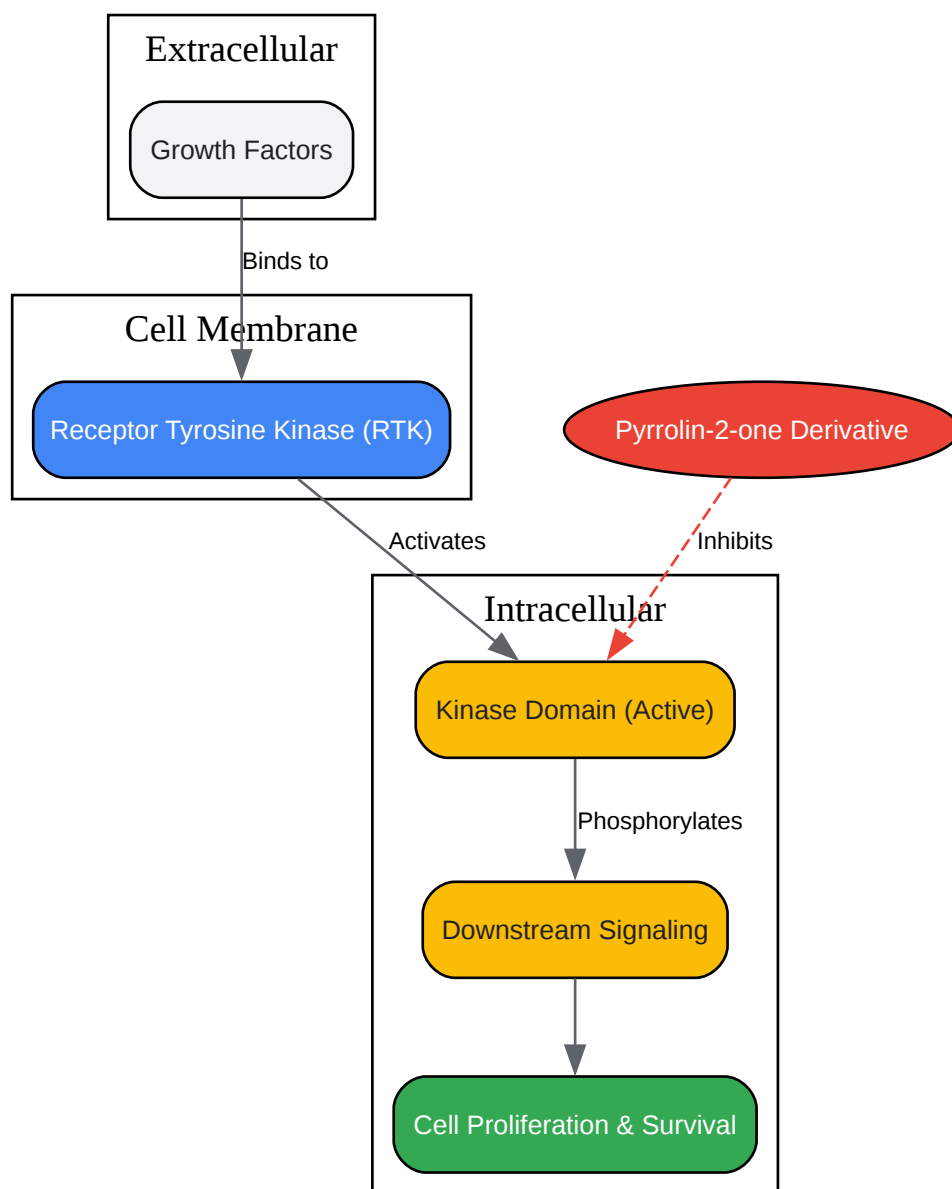 Extracellular
Growth Factors
Binds to
Cell Membrane
Receptor Tyrosine Kinase (RTK)
Pyrrolin-2-one Derivative
Activates
Inhibits
Intracellular
Kinase Domain (Active)
Phosphorylates
Downstream Signaling
Cell Proliferation & Survival